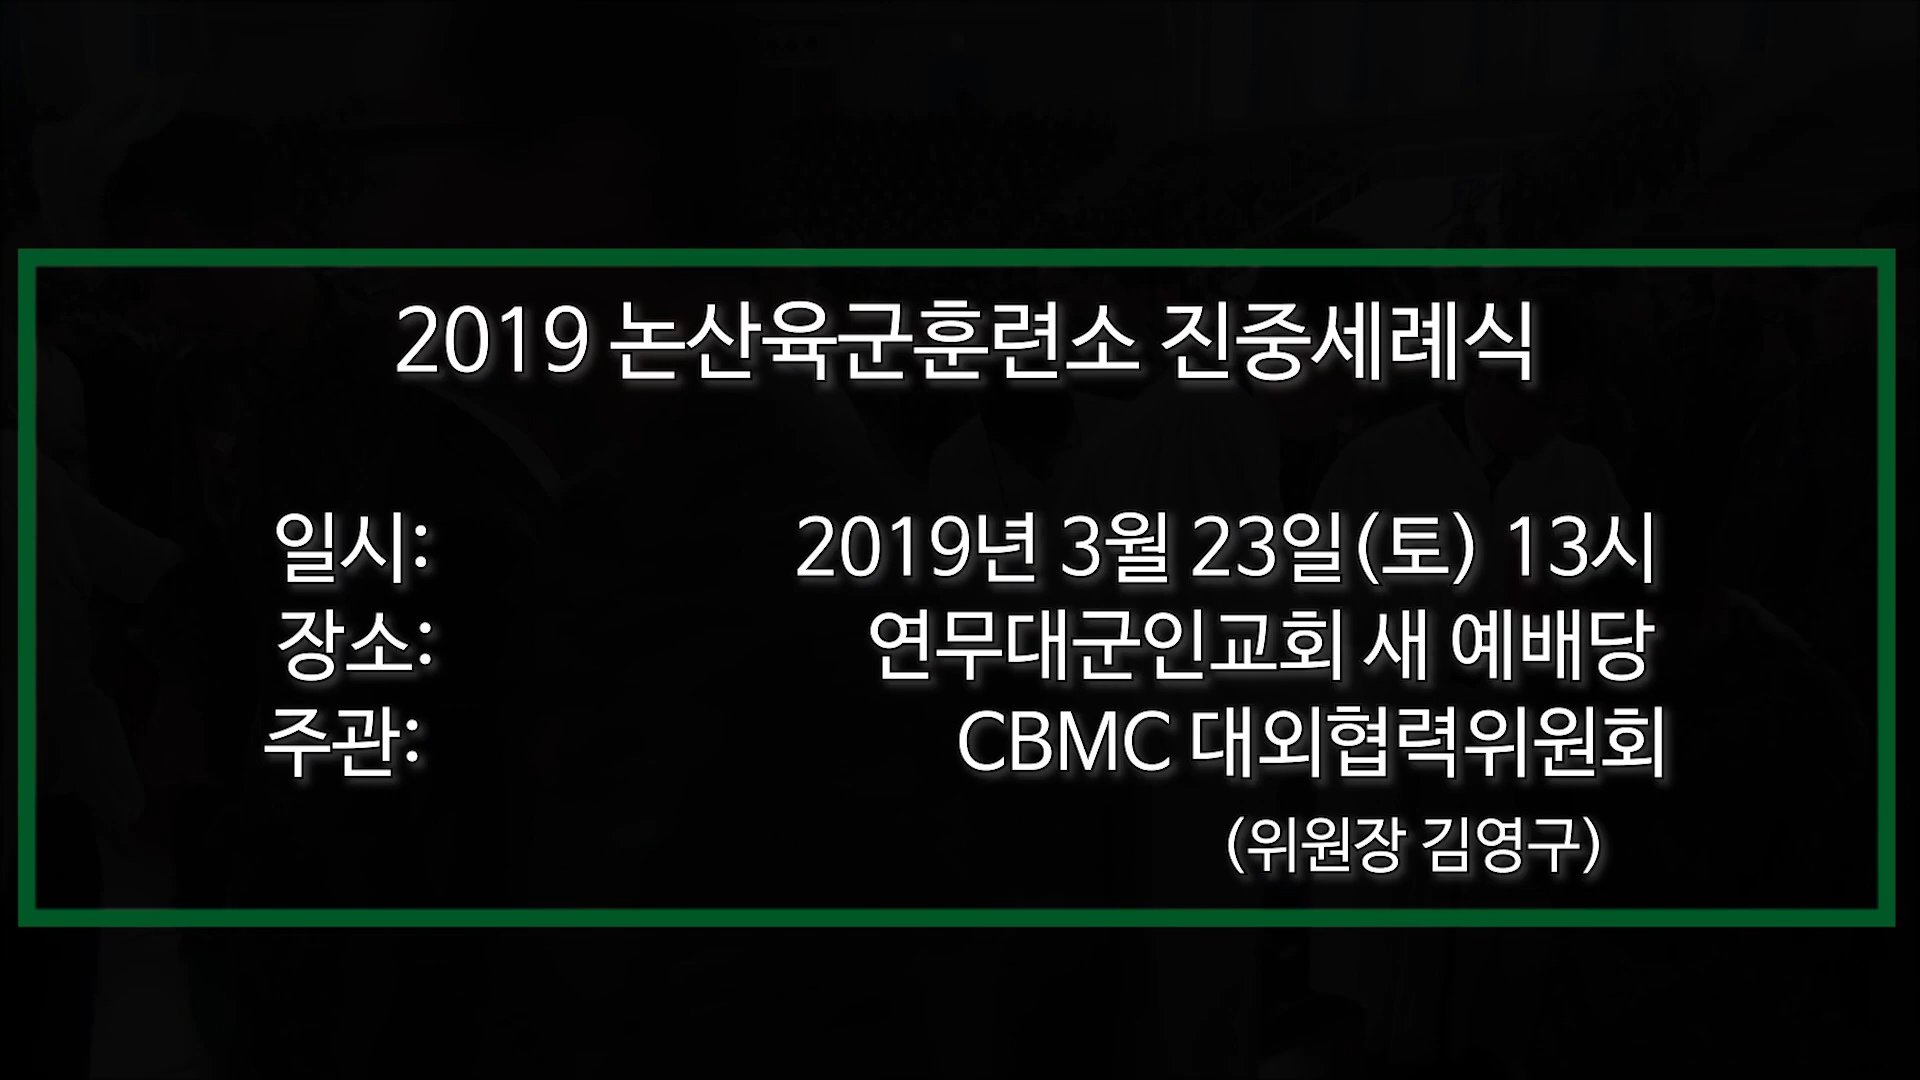 2019 논산육군훈련소 진중세례식
일시: 2019년 3월 23일(토) 13시
장소: 연무대군인교회 새 예배당
주관: CBMC 대외협력위원회
(위원장 김영구)